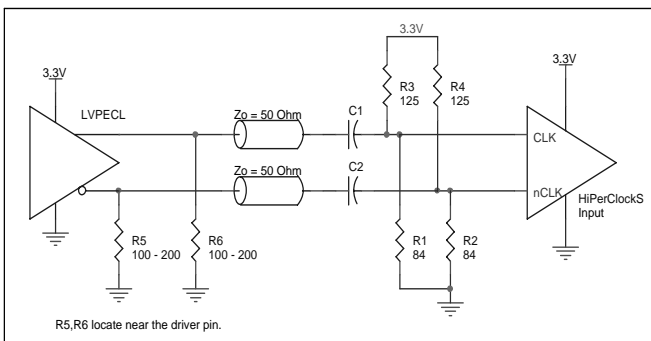 3.3V
3.3V
3.3V
R3
125
R4
125
LVPECL
Zo = 50 Ohm
C1
CLK
Zo = 50 Ohm
C2
nCLK
HiPerClockS
Input
R5
100 - 200
R6
100 - 200
R1
84
R2
84
R5,R6 locate near the driver pin.